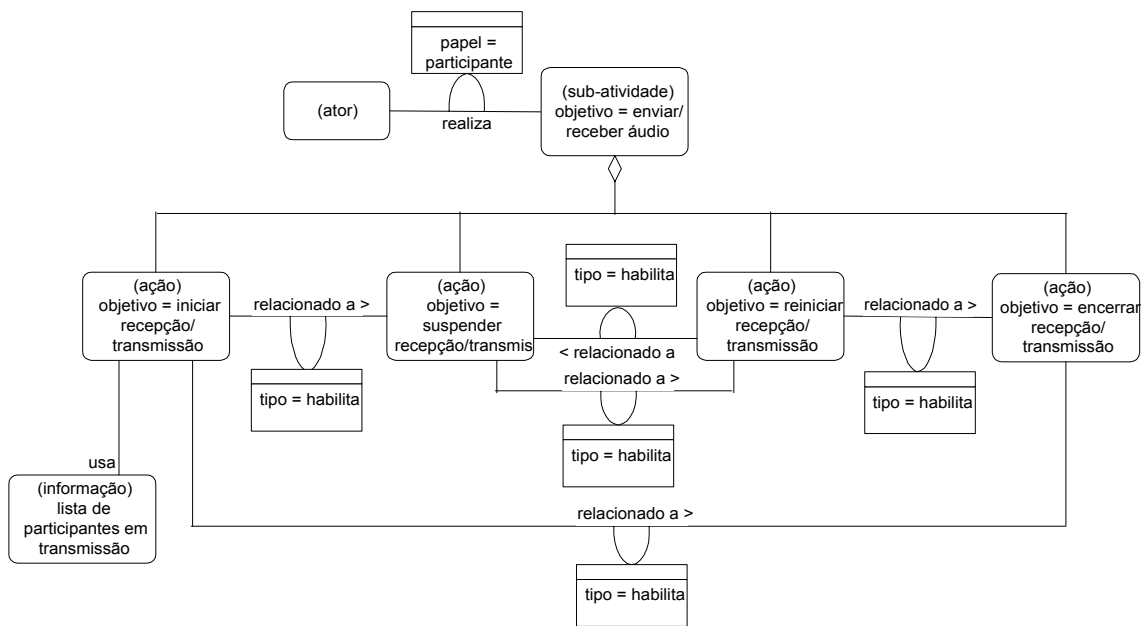 papel =
participante
(ator)
realiza
(sub-atividade)
objetivo = enviar/
receber áudio
(ação)
objetivo = iniciar
recepção/
transmissão
relacionado a >
tipo = habilita
(ação)
objetivo =
suspender
recepção/transmis
tipo = habilita
< relacionado a
relacionado a >
tipo = habilita
(ação)
objetivo = reiniciar
recepção/
transmissão
relacionado a >
tipo = habilita
(ação)
objetivo = encerrar
recepção/
transmissão
usa
(informação)
lista de
participantes em
transmissão
relacionado a >
tipo = habilita